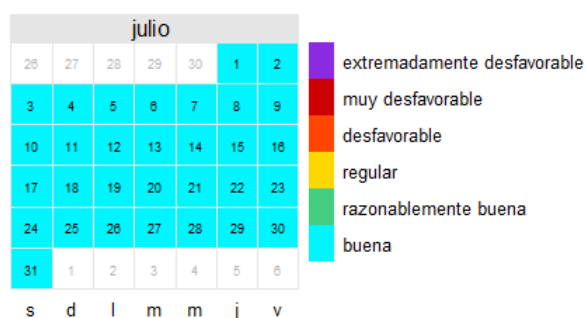 julio
26 27 28 29 30 1 2
3 4 5 6 7 8 9
10 11 12 13 14 15 16
17 18 19 20 21 22 23
24 25 26 27 28 29 30
31 1 2 3 4 5 6
s d l m m j v
extremadamente desfavorable
muy desfavorable
desfavorable
regular
razonablemente buena
buena